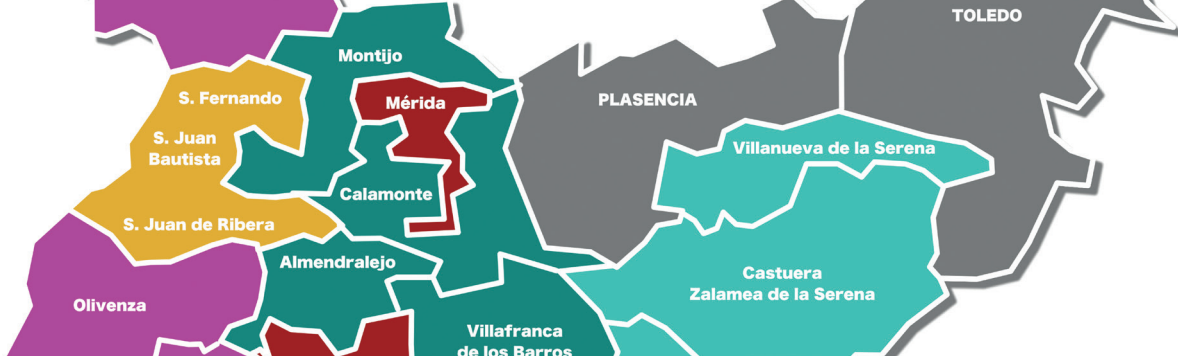 TOLEDO
Montijo
S. Fernando
Mérida
PLASENCIA
S. Juan
Bautista
Villanueva de la Serena
Calamonte
S. Juan de Ribera
Almendralejo
Castuera
Zalamea de la Serena
Olivenza
Villafranca
de los Barros